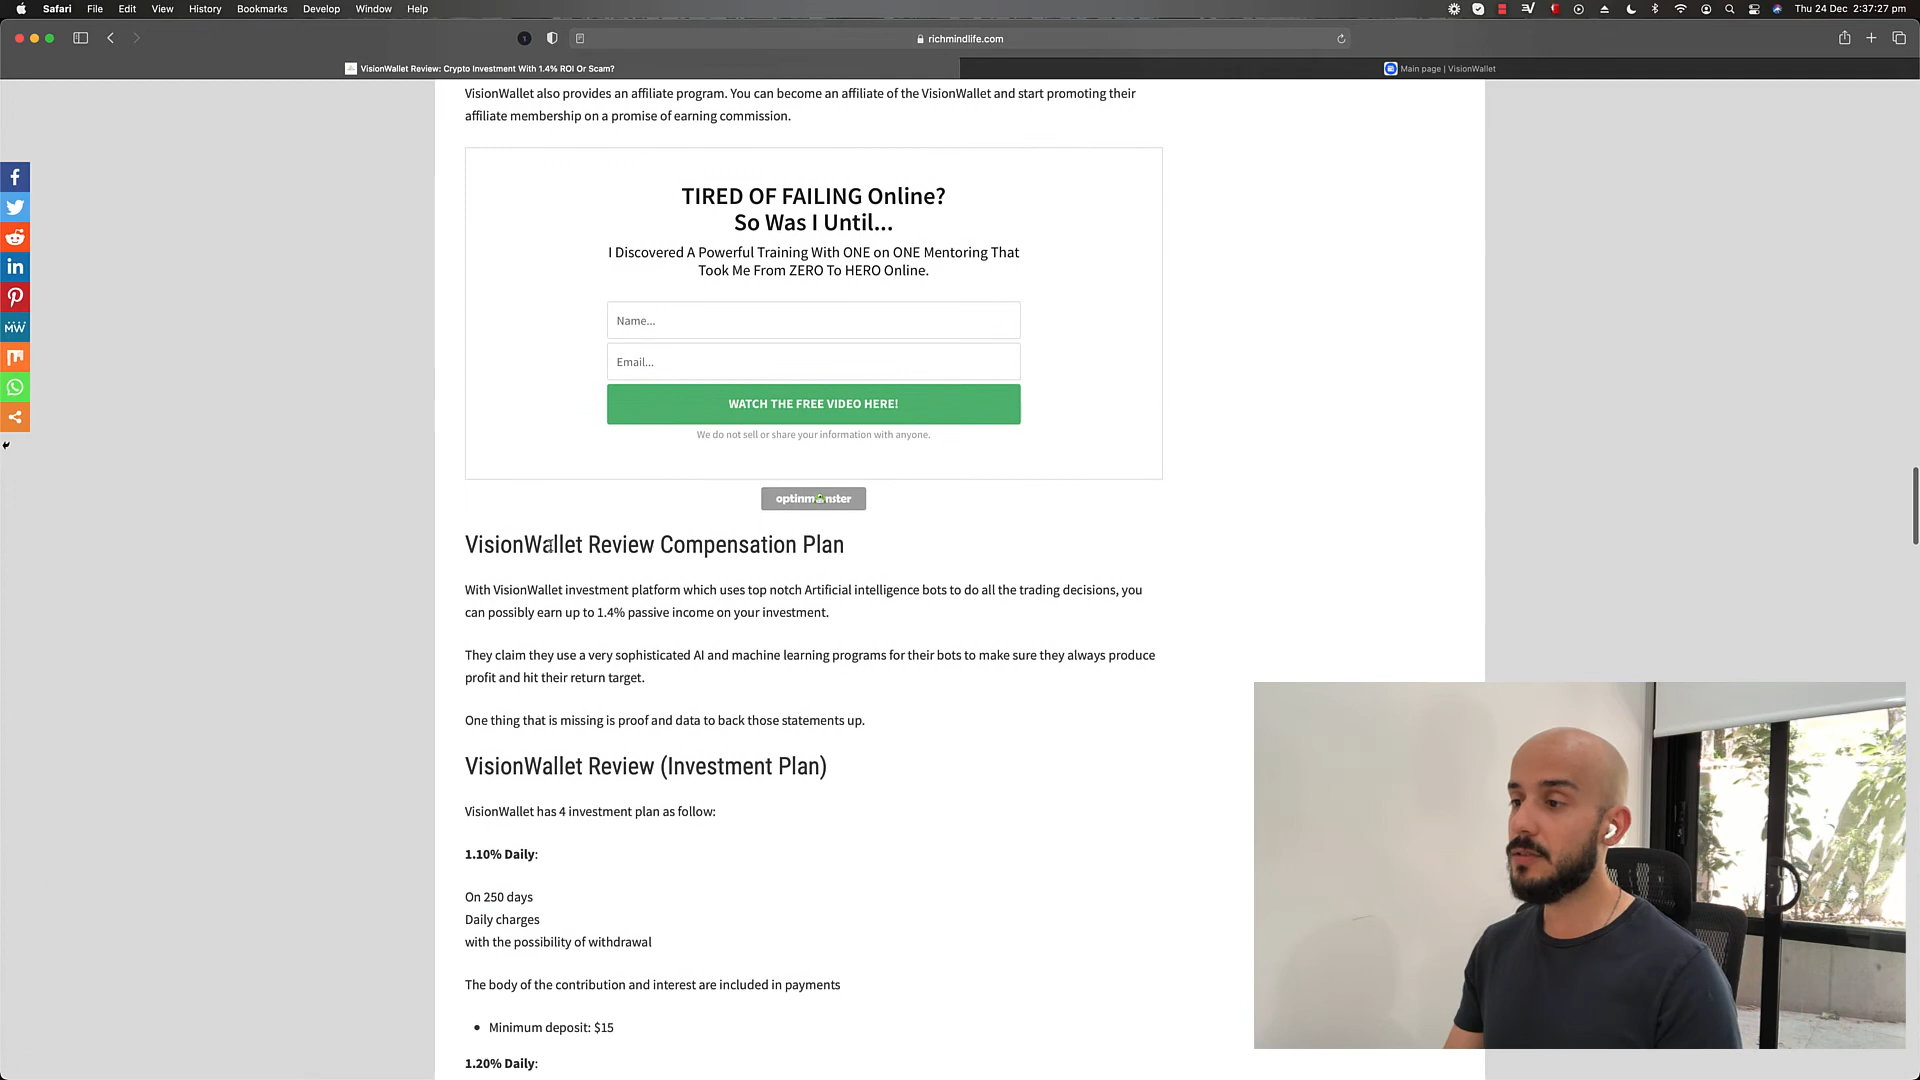 Safari File Edit View History Bookmarks Develop Window Help Thu 24 Dec 2:37:27 pm
richmindlife.com
VisionWallet Review: Crypto Investment With 1.4% ROI Or Scam? Main page | VisionWallet
VisionWallet also provides an affiliate program. You can become an affiliate of the VisionWallet and start promoting their
affiliate membership on a promise of earning commission.
TIRED OF FAILING Online?
So Was I Until...
I Discovered A Powerful Training With ONE on ONE Mentoring That
Took Me From ZERO To HERO Online.
Name...
Email...
WATCH THE FREE VIDEO HERE!
We do not sell or share your information with anyone.
optinmonster
VisionWallet Review Compensation Plan
With VisionWallet investment platform which uses top notch Artificial intelligence bots to do all the trading decisions, you
can possibly earn up to 1.4% passive income on your investment.
They claim they use a very sophisticated AI and machine learning programs for their bots to make sure they always produce
profit and hit their return target.
One thing that is missing is proof and data to back those statements up.
VisionWallet Review (Investment Plan)
VisionWallet has 4 investment plan as follow:
1.10% Daily:
On 250 days
Daily charges
with the possibility of withdrawal
The body of the contribution and interest are included in payments
• Minimum deposit: $15
1.20% Daily:
MW